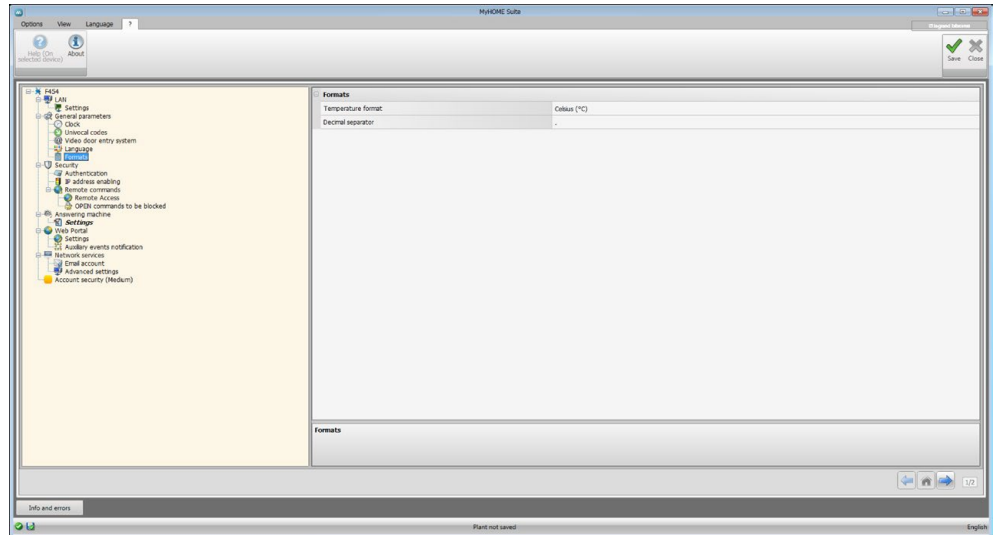 MyHOME Suite
Options View Language ?
Help (On
selected device)
About
Save Close
F454
LAN
Settings
General parameters
Clock
Univocal codes
Video door entry system
Language
Formats
Security
Authentication
IP address enabling
Remote commands
Remote Access
OPEN commands to be blocked
Answering machine
Settings
Web Portal
Settings
Auxiliary events notification
Network services
Email account
Advanced settings
Account security (Medium)
Formats
Temperature format Celsius (°C)
Decimal separator .
Formats
1/2
Info and errors
Plant not saved English